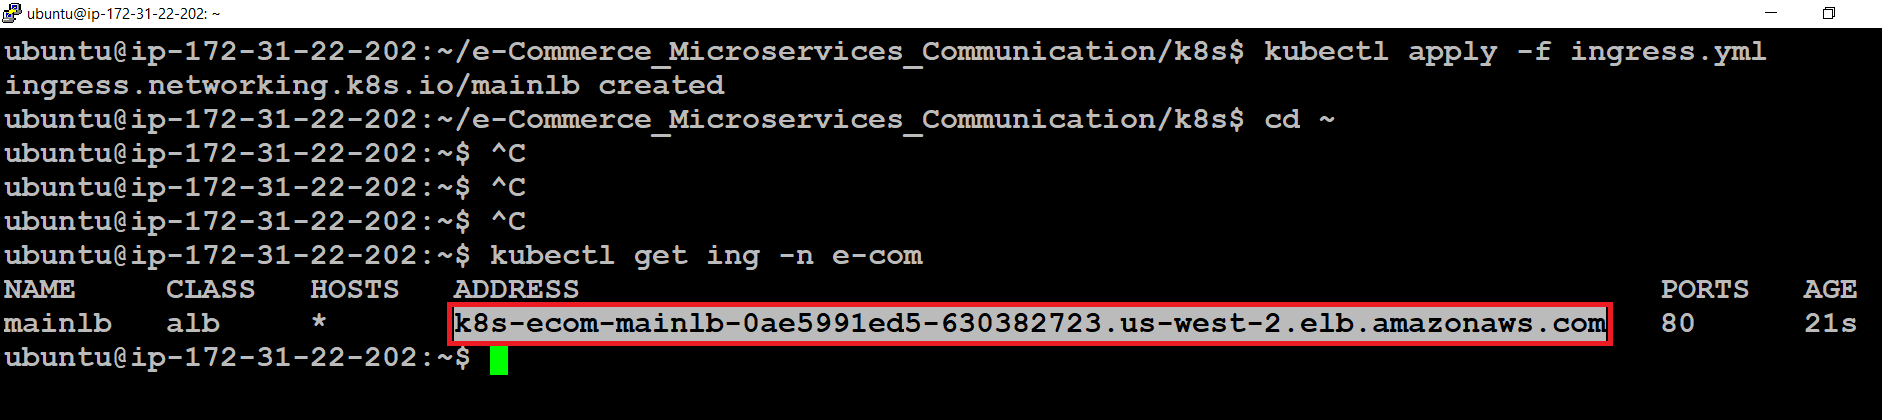 ubuntu@ip-172-31-22-202: ~
ubuntu@ip-172-31-22-202:~/e-Commerce_Microservices_Communication/k8s$ kubectl apply -f ingress.yml
ingress.networking.k8s.io/mainlb created
ubuntu@ip-172-31-22-202:~/e-Commerce_Microservices_Communication/k8s$ cd ~
ubuntu@ip-172-31-22-202:~$ ^C
ubuntu@ip-172-31-22-202:~$ ^C
ubuntu@ip-172-31-22-202:~$ ^C
ubuntu@ip-172-31-22-202:~$ kubectl get ing -n e-com
NAME CLASS HOSTS ADDRESS PORTS AGE
mainlb alb * k8s-ecom-mainlb-0ae5991ed5-630382723.us-west-2.elb.amazonaws.com 80 21s
ubuntu@ip-172-31-22-202:~$